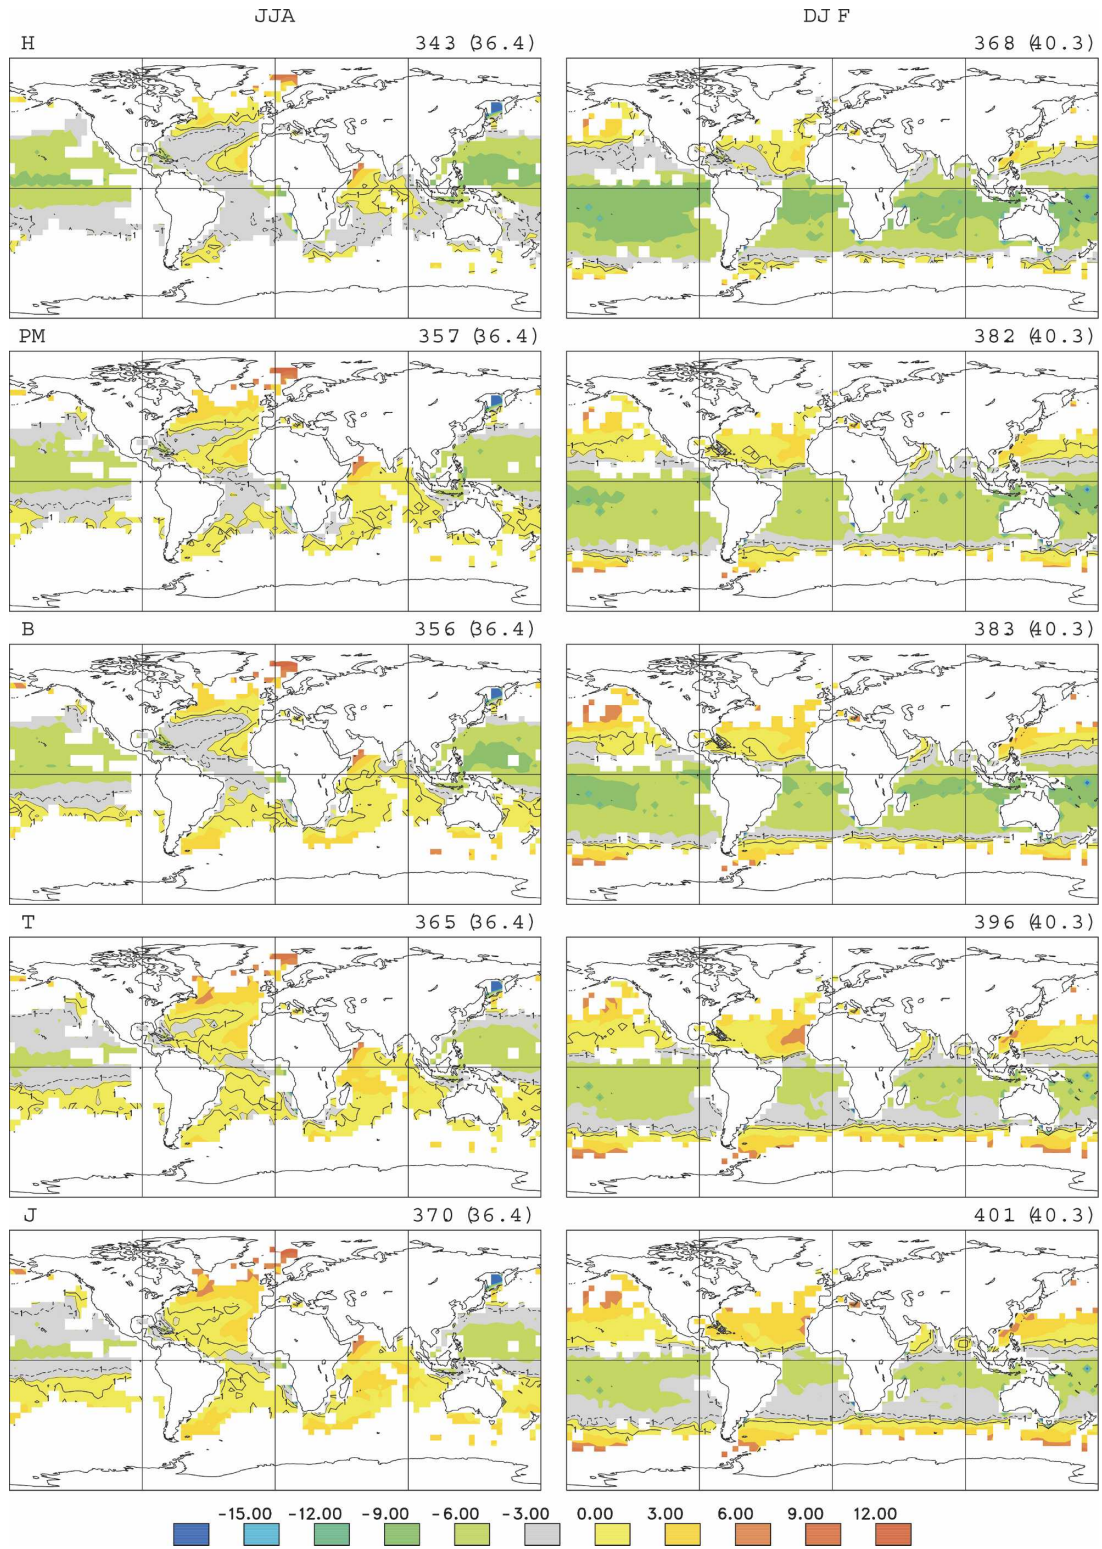 JJA DJ F
H 343 (36.4) 368 (40.3)
PM 357 (36.4) 382 (40.3)
B 356 (36.4) 383 (40.3)
T 365 (36.4) 396 (40.3)
J 370 (36.4) 401 (40.3)
-15.00 -12.00 -9.00 -6.00 -3.00 0.00 3.00 6.00 9.00 12.00